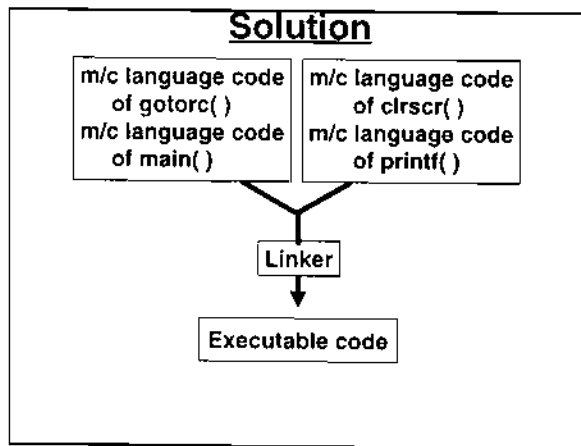 Solution
m/c language code
of gotorc( )
m/c language code
of main( )
m/c language code
of clrscr( )
m/c language code
of printf( )
Linker
Executable code